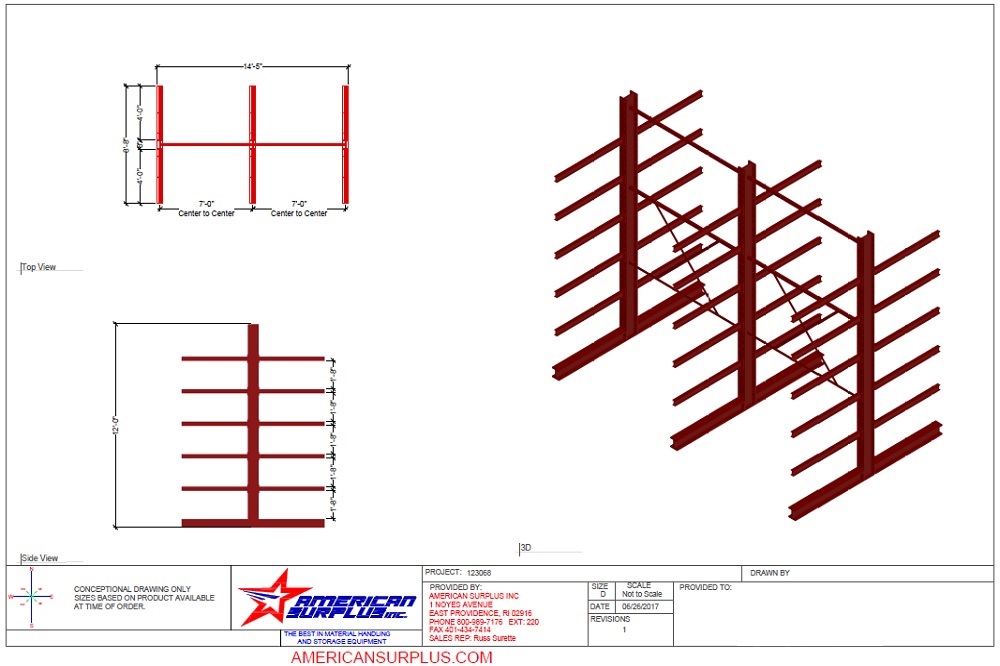 14'-5"
4'-0"
8'-8"
4'-0"
7'-0"
Center to Center
7'-0"
Center to Center
Top View
12'-0"
1'-8"
1'-8"
1'-8"
1'-8"
1'-8"
Side View
3D
N
W
E
S
CONCEPTIONAL DRAWING ONLY
SIZES BASED ON PRODUCT AVAILABLE
AT TIME OF ORDER.
AMERICAN
SURPLUS INC.
THE BEST IN MATERIAL HANDLING
AND STORAGE EQUIPMENT
PROJECT: 123068
PROVIDED BY:
AMERICAN SURPLUS INC
1 NOYES AVENUE
EAST PROVIDENCE, RI 02916
PHONE 800-989-7176 EXT: 220
FAX 401-434-7414
SALES REP: Russ Surette
SIZE
D
SCALE
Not to Scale
DATE
06/26/2017
REVISIONS
1
DRAWN BY
PROVIDED TO:
AMERICANSURPLUS.COM